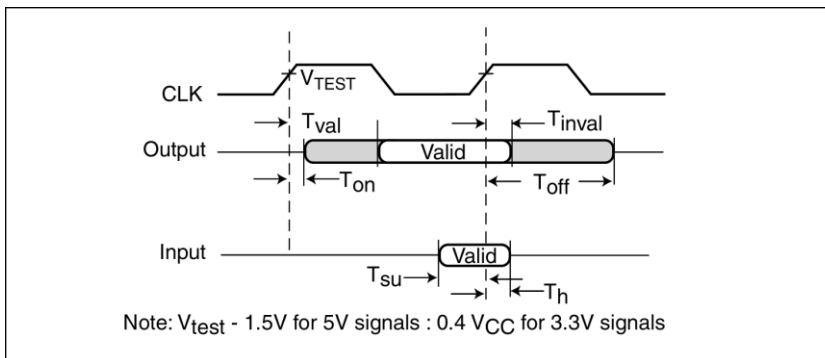 VTEST
CLK
Tval
Tinval
Output
Valid
Ton
Toff
Input
Valid
Tsu
Th
Note: Vtest - 1.5V for 5V signals : 0.4 VCC for 3.3V signals